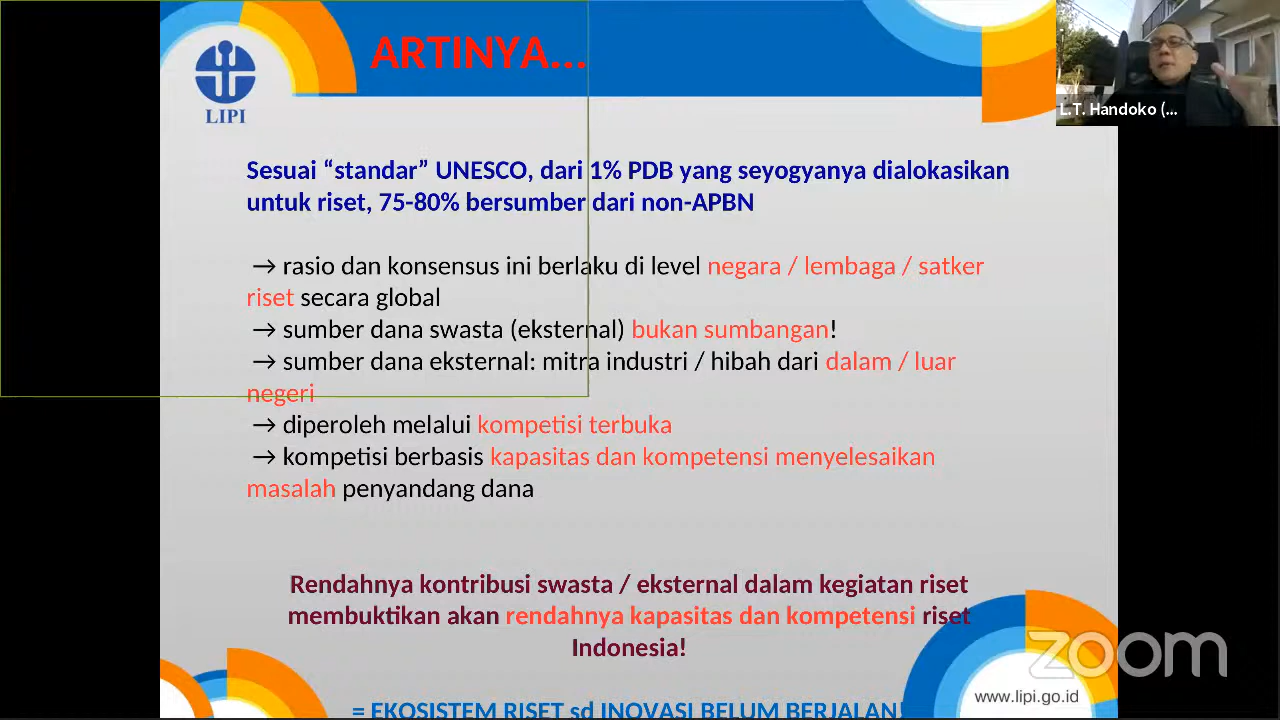 ARTINYA...
LIPI
L.T. Handoko (...
Sesuai “standar” UNESCO, dari 1% PDB yang seyogyanya dialokasikan
untuk riset, 75-80% bersumber dari non-APBN
→ rasio dan konsensus ini berlaku di level negara / lembaga / satker
riset secara global
→ sumber dana swasta (eksternal) bukan sumbangan!
→ sumber dana eksternal: mitra industri / hibah dari dalam / luar
negeri
→ diperoleh melalui kompetisi terbuka
→ kompetisi berbasis kapasitas dan kompetensi menyelesaikan
masalah penyandang dana
Rendahnya kontribusi swasta / eksternal dalam kegiatan riset
membuktikan akan rendahnya kapasitas dan kompetensi riset
Indonesia!
zoom
www.lipi.go.id
= EKOSISTEM RISET sd INOVASI BELUM BERJALAN!